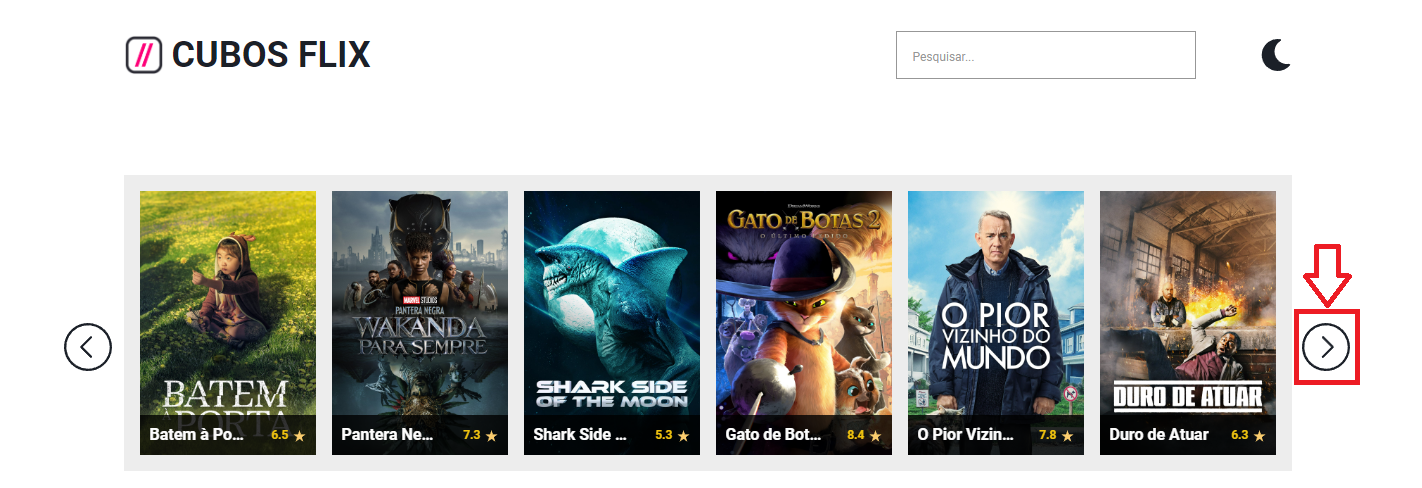 CUBOS FLIX
Pesquisar...
BATEM
À PORTA
Batem à Po... 6.5
MARVEL STUDIOS
PANTERA NEGRA
WAKANDA
PARA SEMPRE
Pantera Ne... 7.3
SHARK SIDE
OF THE MOON
Shark Side ... 5.3
DREAMWORKS
GATO DE BOTAS 2
O ÚLTIMO PEDIDO
Gato de Bot... 8.4
O PIOR
VIZINHO DO
MUNDO
O Pior Vizin... 7.8
DURO DE ATUAR
Duro de Atuar 6.3